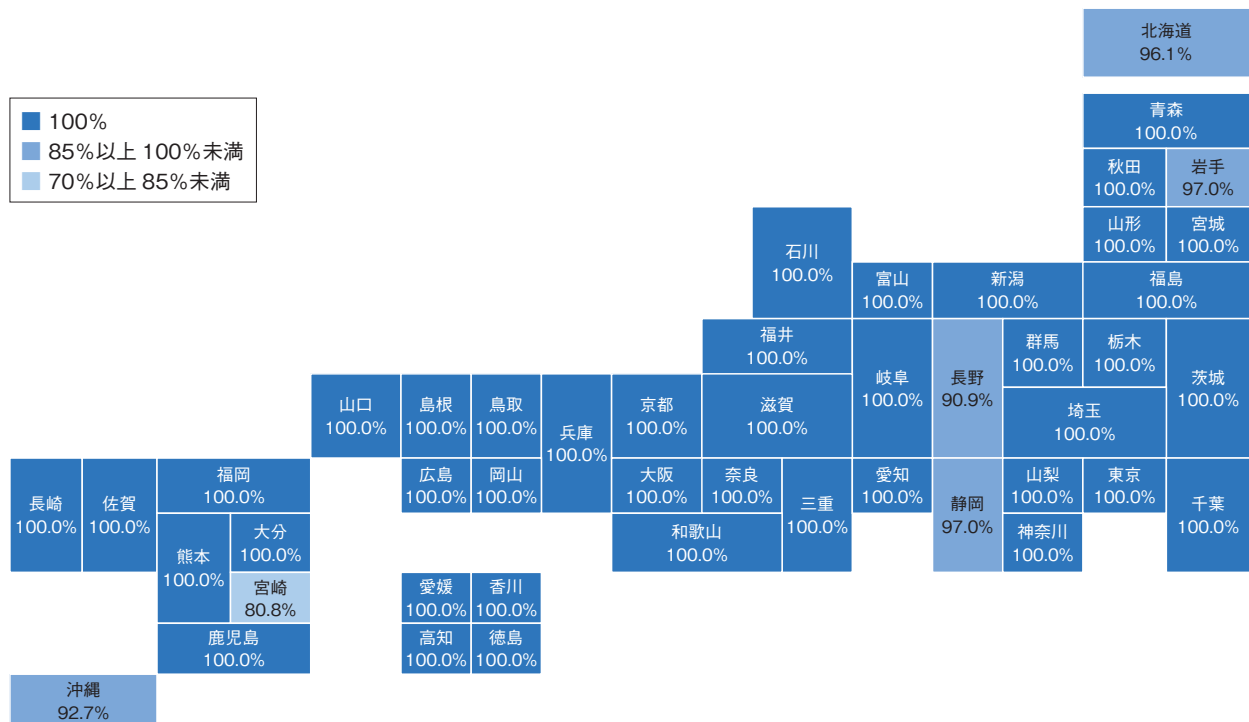 北海道
96.1%
100%
85%以上 100%未満
70%以上 85%未満
青森
100.0%
秋田
100.0%
岩手
97.0%
山形
100.0%
宮城
100.0%
石川
100.0%
富山
100.0%
新潟
100.0%
福島
100.0%
福井
100.0%
岐阜
100.0%
長野
90.9%
群馬
100.0%
栃木
100.0%
茨城
100.0%
山口
100.0%
島根
100.0%
鳥取
100.0%
兵庫
100.0%
京都
100.0%
滋賀
100.0%
埼玉
100.0%
長崎
100.0%
佐賀
100.0%
福岡
100.0%
広島
100.0%
岡山
100.0%
大阪
100.0%
奈良
100.0%
三重
100.0%
愛知
100.0%
静岡
97.0%
山梨
100.0%
東京
100.0%
千葉
100.0%
熊本
100.0%
大分
100.0%
和歌山
100.0%
神奈川
100.0%
宮崎
80.8%
愛媛
100.0%
香川
100.0%
鹿児島
100.0%
高知
100.0%
徳島
100.0%
沖縄
92.7%